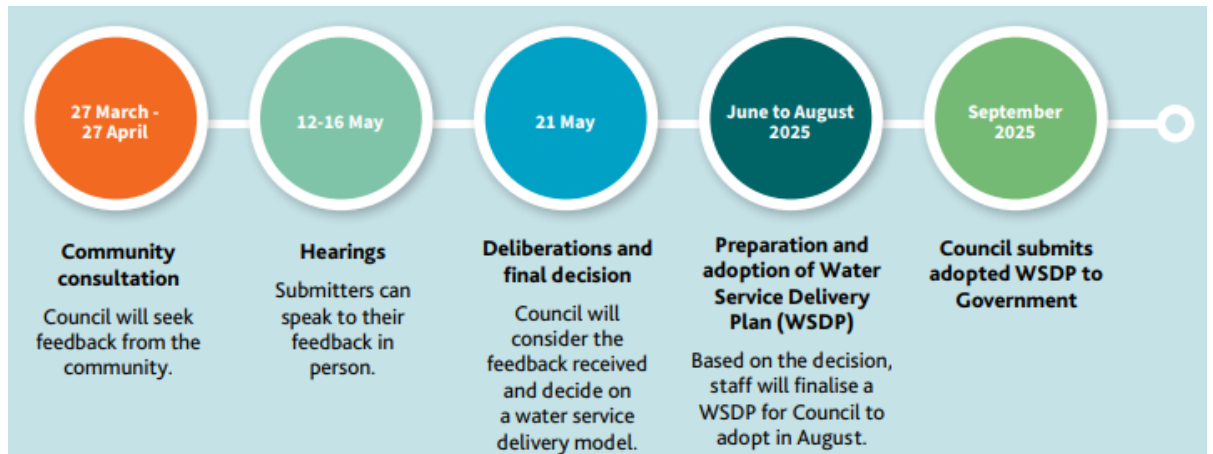 27 March -
27 April
12-16 May
21 May
June to August
2025
September
2025
Community
consultation
Council will seek
feedback from the
community.
Hearings
Submitters can
speak to their
feedback in
person.
Deliberations and
final decision
Council will
consider the
feedback received
and decide on
a water service
delivery model.
Preparation and
adoption of Water
Service Delivery
Plan (WSDP)
Based on the decision,
staff will finalise a
WSDP for Council to
adopt in August.
Council submits
adopted WSDP to
Government